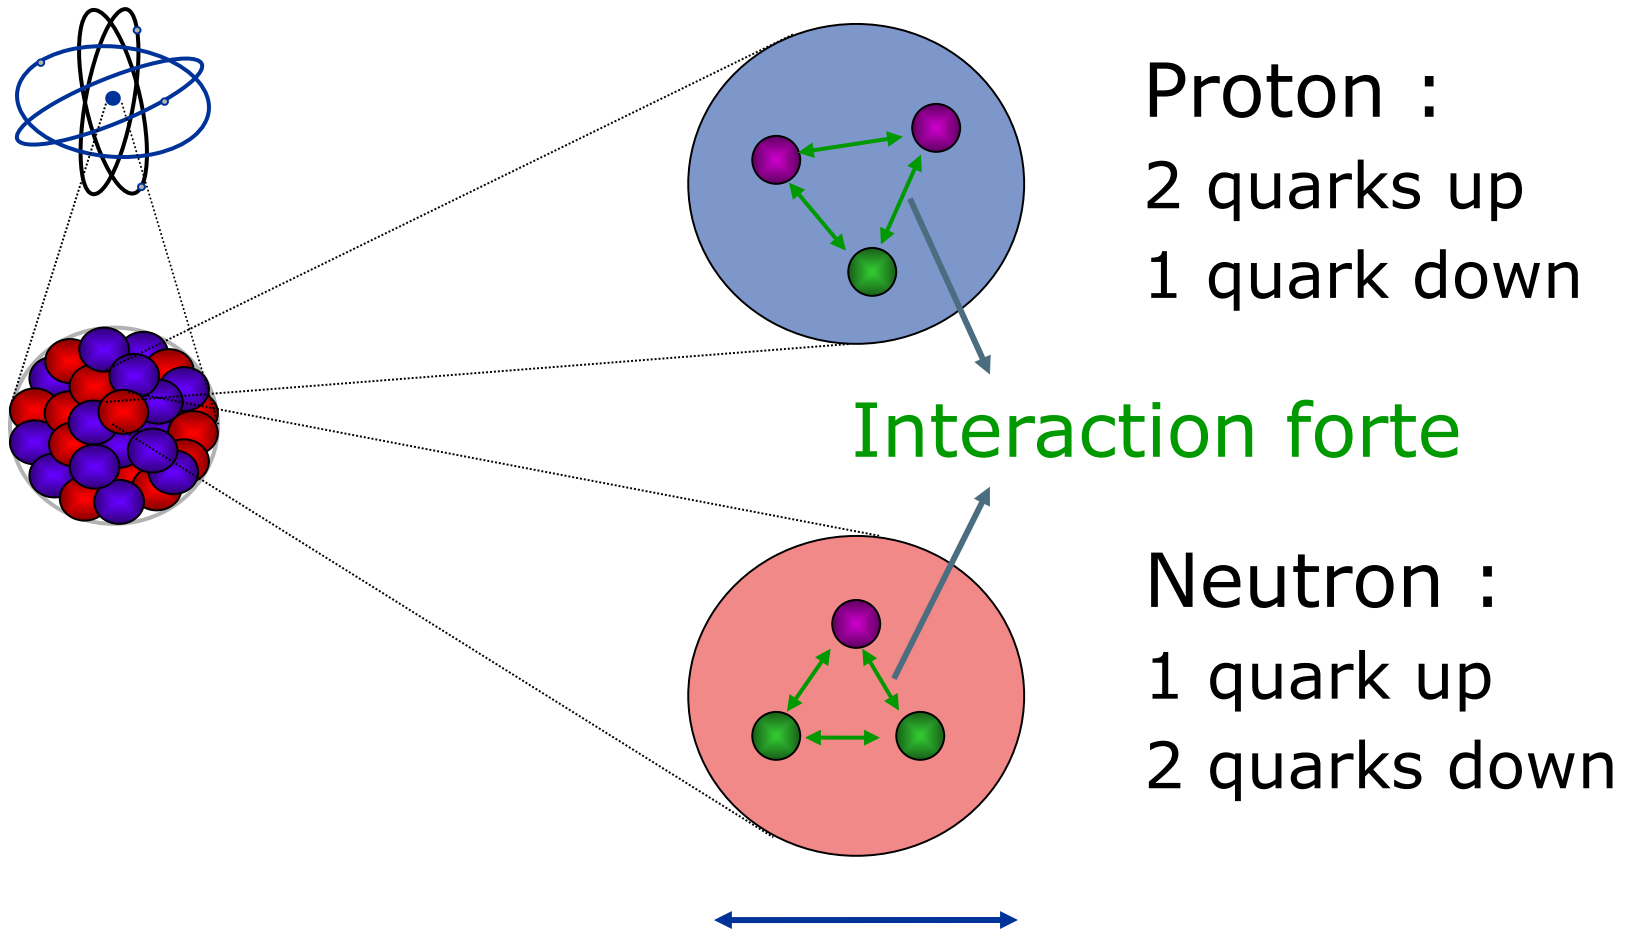 Proton :
2 quarks up
1 quark down
Interaction forte
Neutron :
1 quark up
2 quarks down